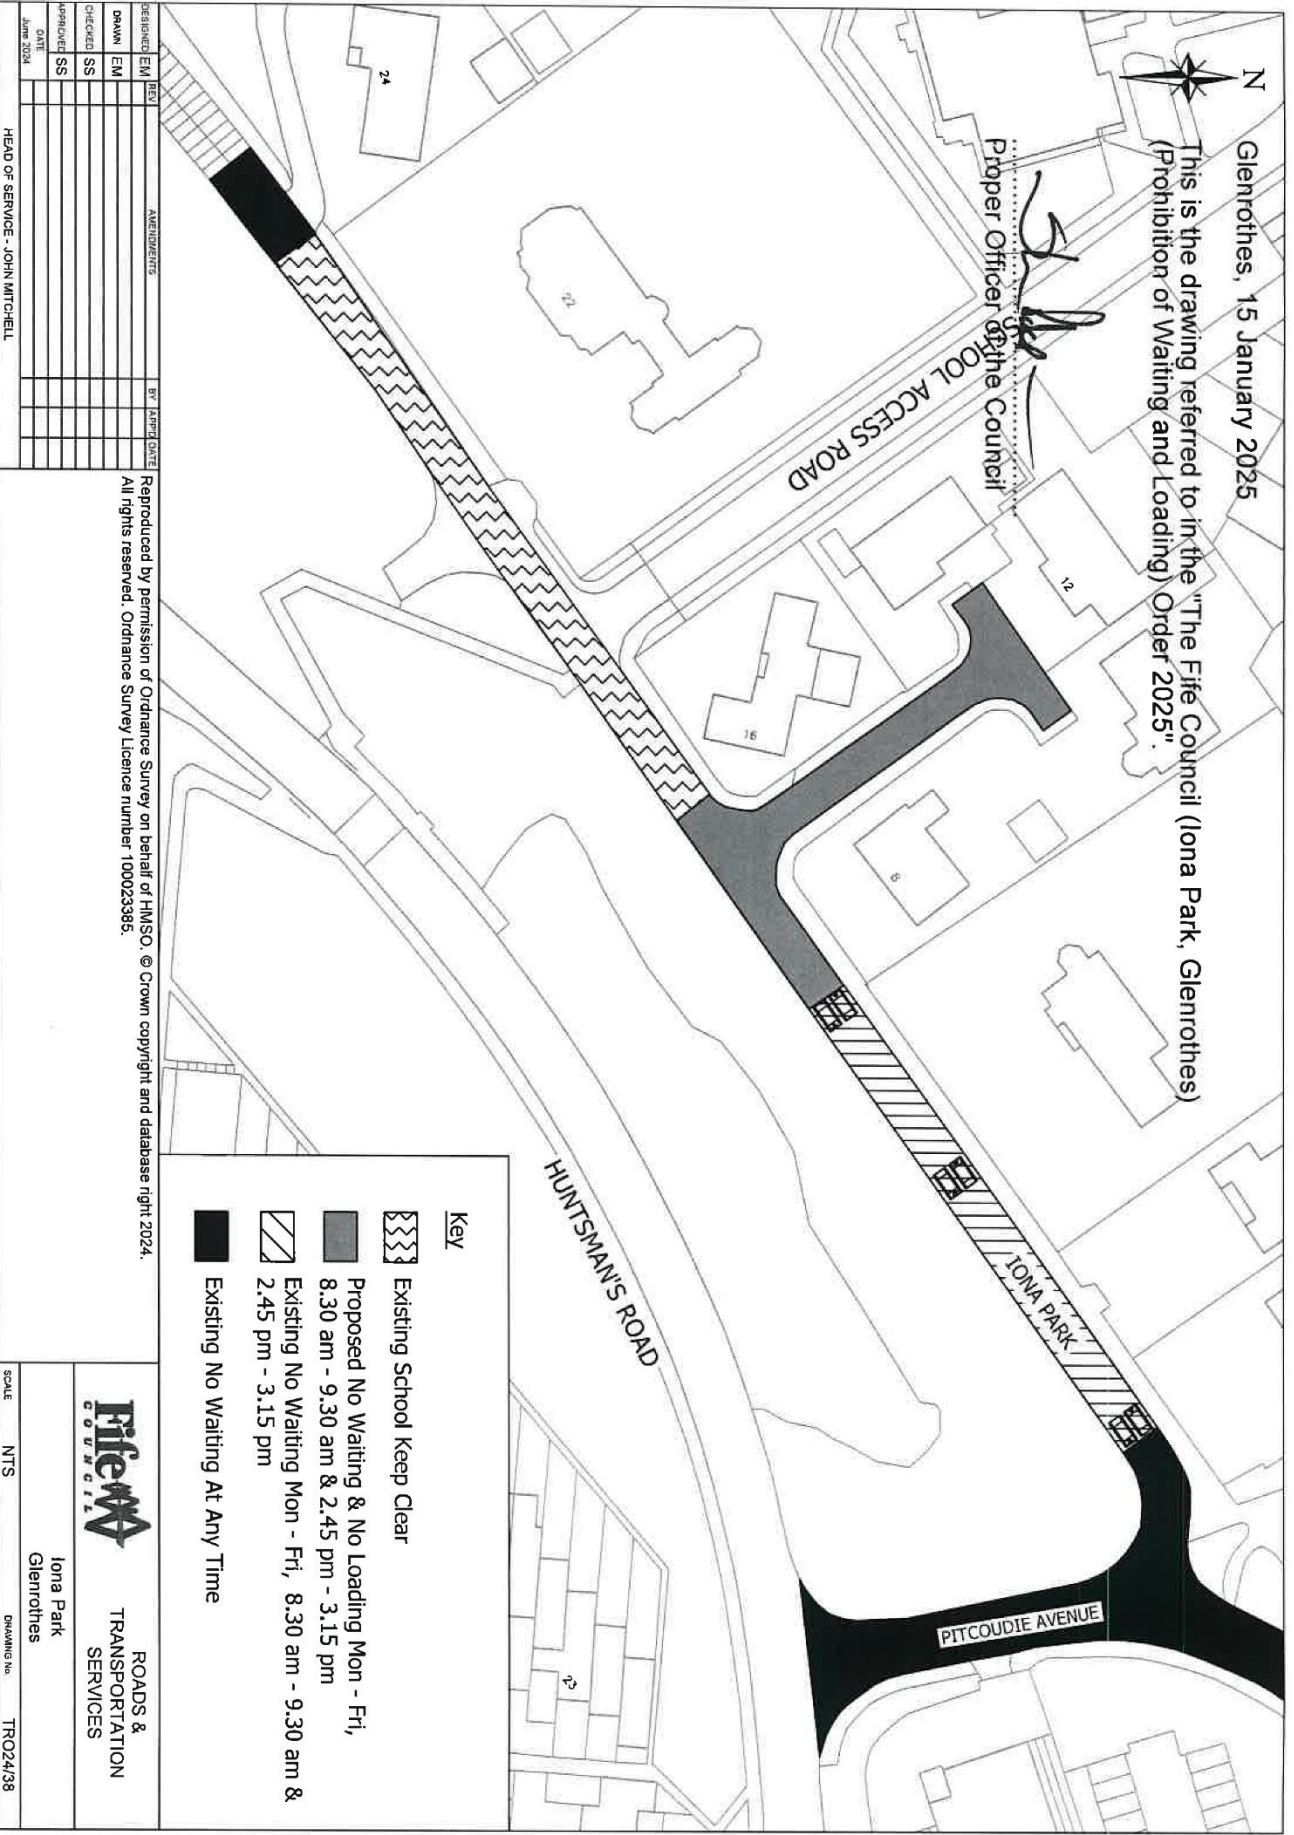 N
Glenrothes, 15 January 2025
This is the drawing referred to in the "The Fife Council (Iona Park, Glenrothes)
(Prohibition of Waiting and Loading) Order 2025".
Proper Officer of the Council
SCHOOL ACCESS ROAD
24
22
12
16
8
IONA PARK
HUNTSMAN'S ROAD
PITCOUDIE AVENUE
23
Key
Existing School Keep Clear
Proposed No Waiting & No Loading Mon - Fri,
8.30 am - 9.30 am & 2.45 pm - 3.15 pm
Existing No Waiting Mon - Fri, 8.30 am - 9.30 am &
2.45 pm - 3.15 pm
Existing No Waiting At Any Time
DESIGNED EM REV AMENDMENTS BY APP'D DATE
DRAWN EM
CHECKED SS
APPROVED SS
DATE
June 2024
HEAD OF SERVICE - JOHN MITCHELL
Reproduced by permission of Ordnance Survey on behalf of HMSO. © Crown copyright and database right 2024.
All rights reserved. Ordnance Survey Licence number 100023385.
Fife
COUNCIL
ROADS &
TRANSPORTATION
SERVICES
Iona Park
Glenrothes
SCALE NTS DRAWING No. TRO24/38